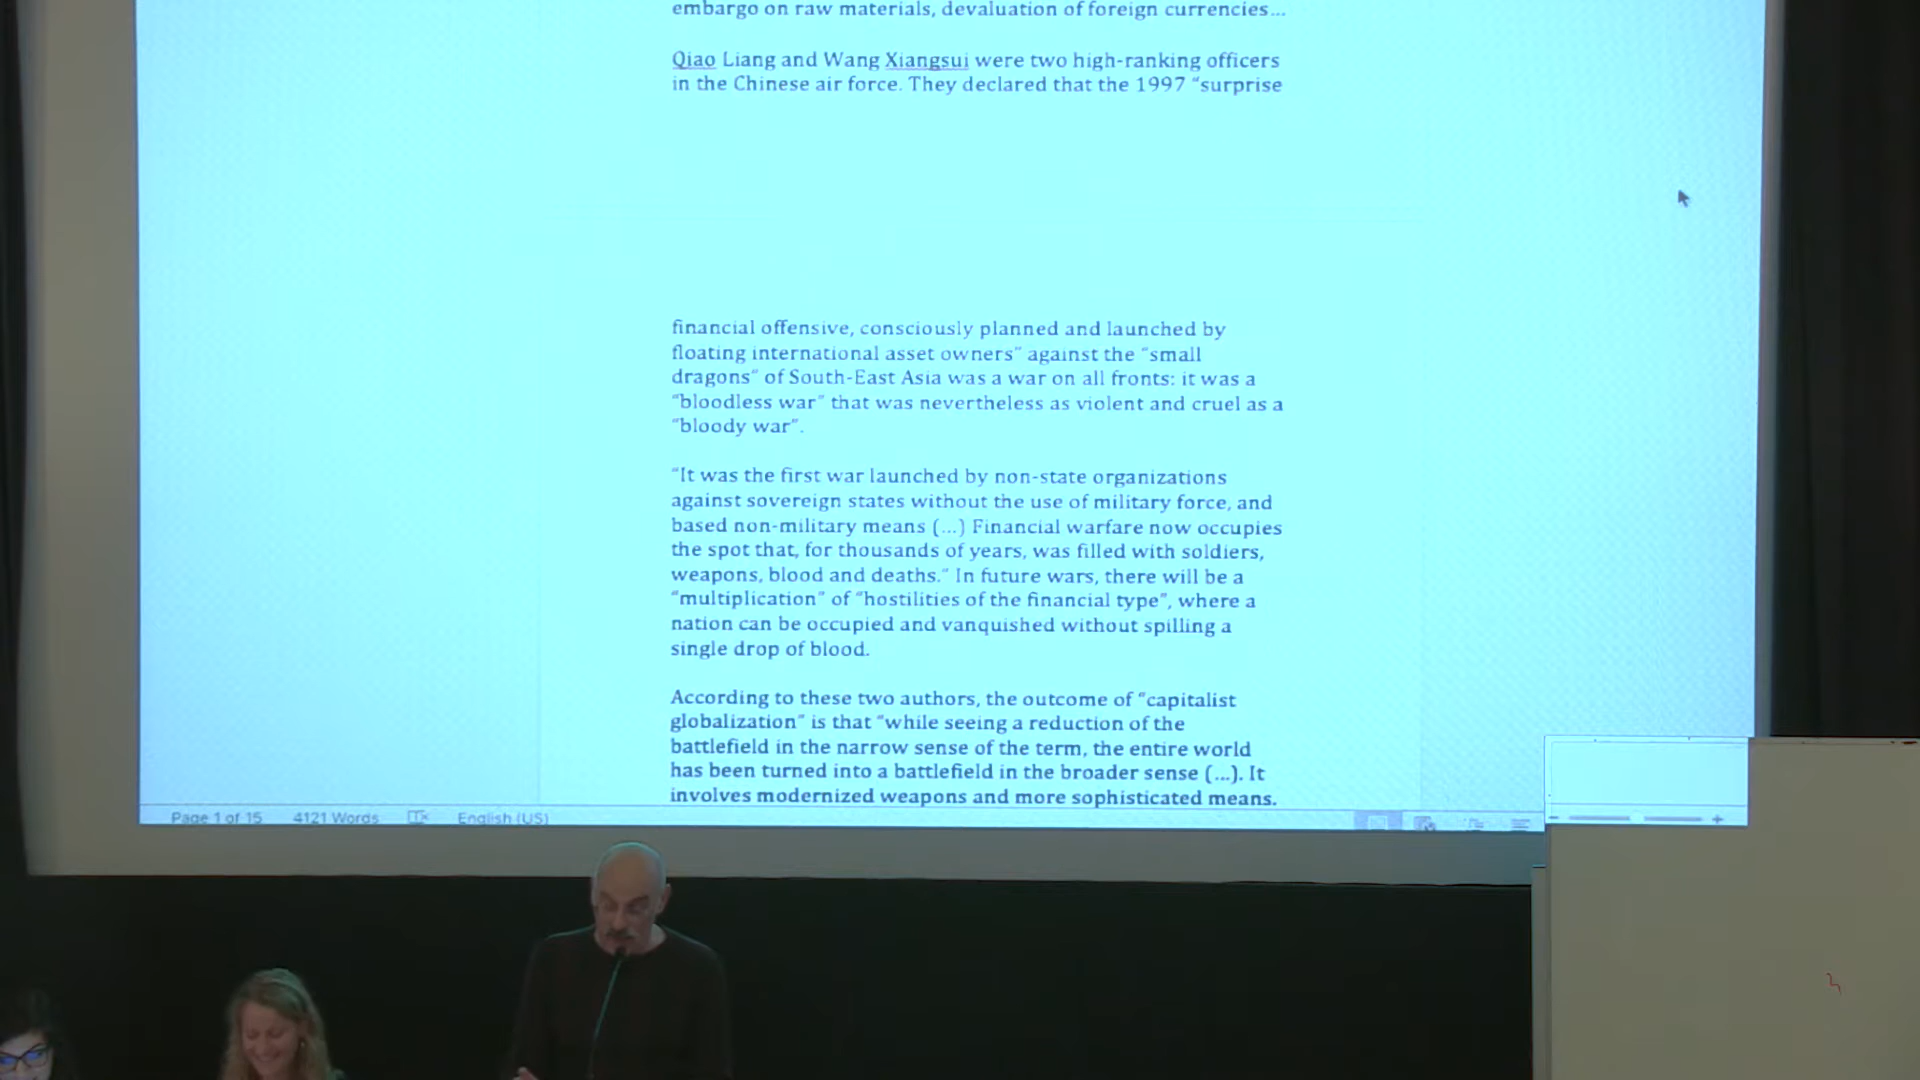 embargo on raw materials, devaluation of foreign currencies...
Qiao Liang and Wang Xiangsui were two high-ranking officers
in the Chinese air force. They declared that the 1997 “surprise
financial offensive, consciously planned and launched by
floating international asset owners” against the “small
dragons” of South-East Asia was a war on all fronts: it was a
“bloodless war” that was nevertheless as violent and cruel as a
“bloody war”.
“It was the first war launched by non-state organizations
against sovereign states without the use of military force, and
based non-military means (...) Financial warfare now occupies
the spot that, for thousands of years, was filled with soldiers,
weapons, blood and deaths.” In future wars, there will be a
“multiplication” of “hostilities of the financial type”, where a
nation can be occupied and vanquished without spilling a
single drop of blood.
According to these two authors, the outcome of “capitalist
globalization” is that “while seeing a reduction of the
battlefield in the narrow sense of the term, the entire world
has been turned into a battlefield in the broader sense (...). It
involves modernized weapons and more sophisticated means.
Page 1 of 15 4121 Words English (US)